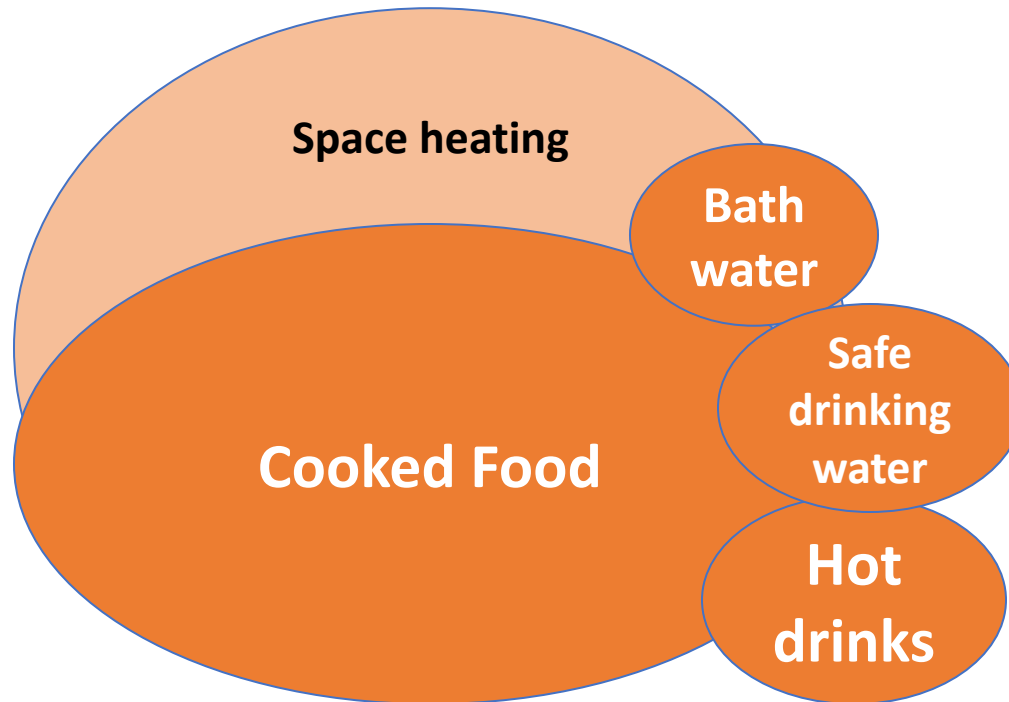 Space heating
Bath
water
Safe
drinking
water
Cooked Food
Hot
drinks